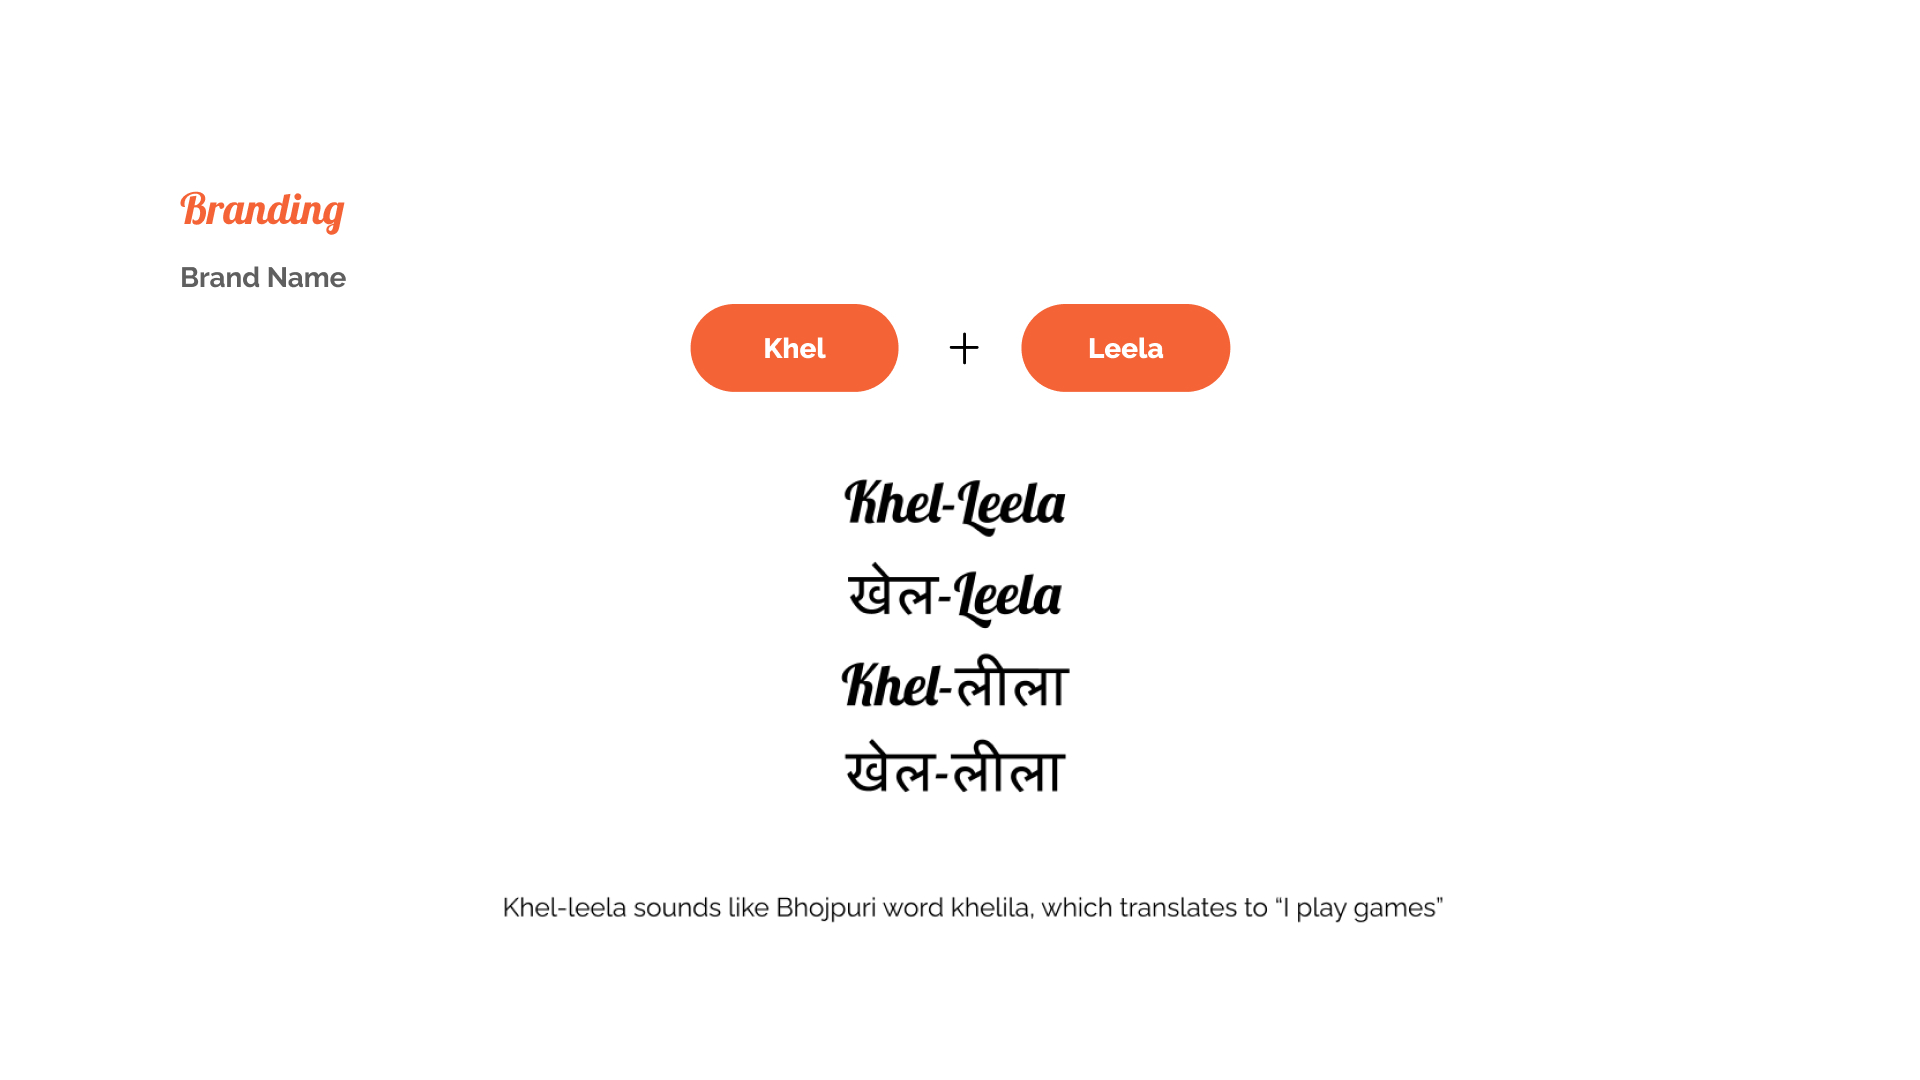 Branding
Brand Name
Khel + Leela
Khel-Leela
खेल-Leela
Khel-लीला
खेल-लीला
Khel-leela sounds like Bhojpuri word khelila, which translates to “I play games”